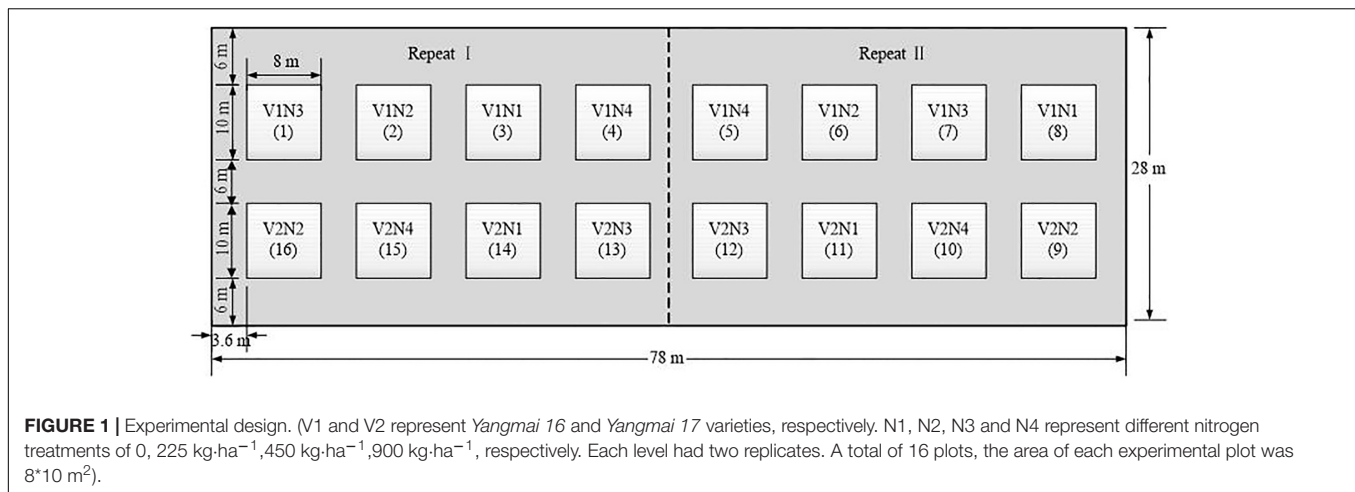 Repeat I
Repeat II
6 m
8 m
10 m
V1N3
(1)
V1N2
(2)
V1N1
(3)
V1N4
(4)
V1N4
(5)
V1N2
(6)
V1N3
(7)
V1N1
(8)
6 m
28 m
10 m
V2N2
(16)
V2N4
(15)
V2N1
(14)
V2N3
(13)
V2N3
(12)
V2N1
(11)
V2N4
(10)
V2N2
(9)
6 m
3.6 m
78 m
FIGURE 1 | Experimental design. (V1 and V2 represent Yangmai 16 and Yangmai 17 varieties, respectively. N1, N2, N3 and N4 represent different nitrogen
treatments of 0, 225 kg·ha⁻¹,450 kg·ha⁻¹,900 kg·ha⁻¹, respectively. Each level had two replicates. A total of 16 plots, the area of each experimental plot was
8*10 m²).